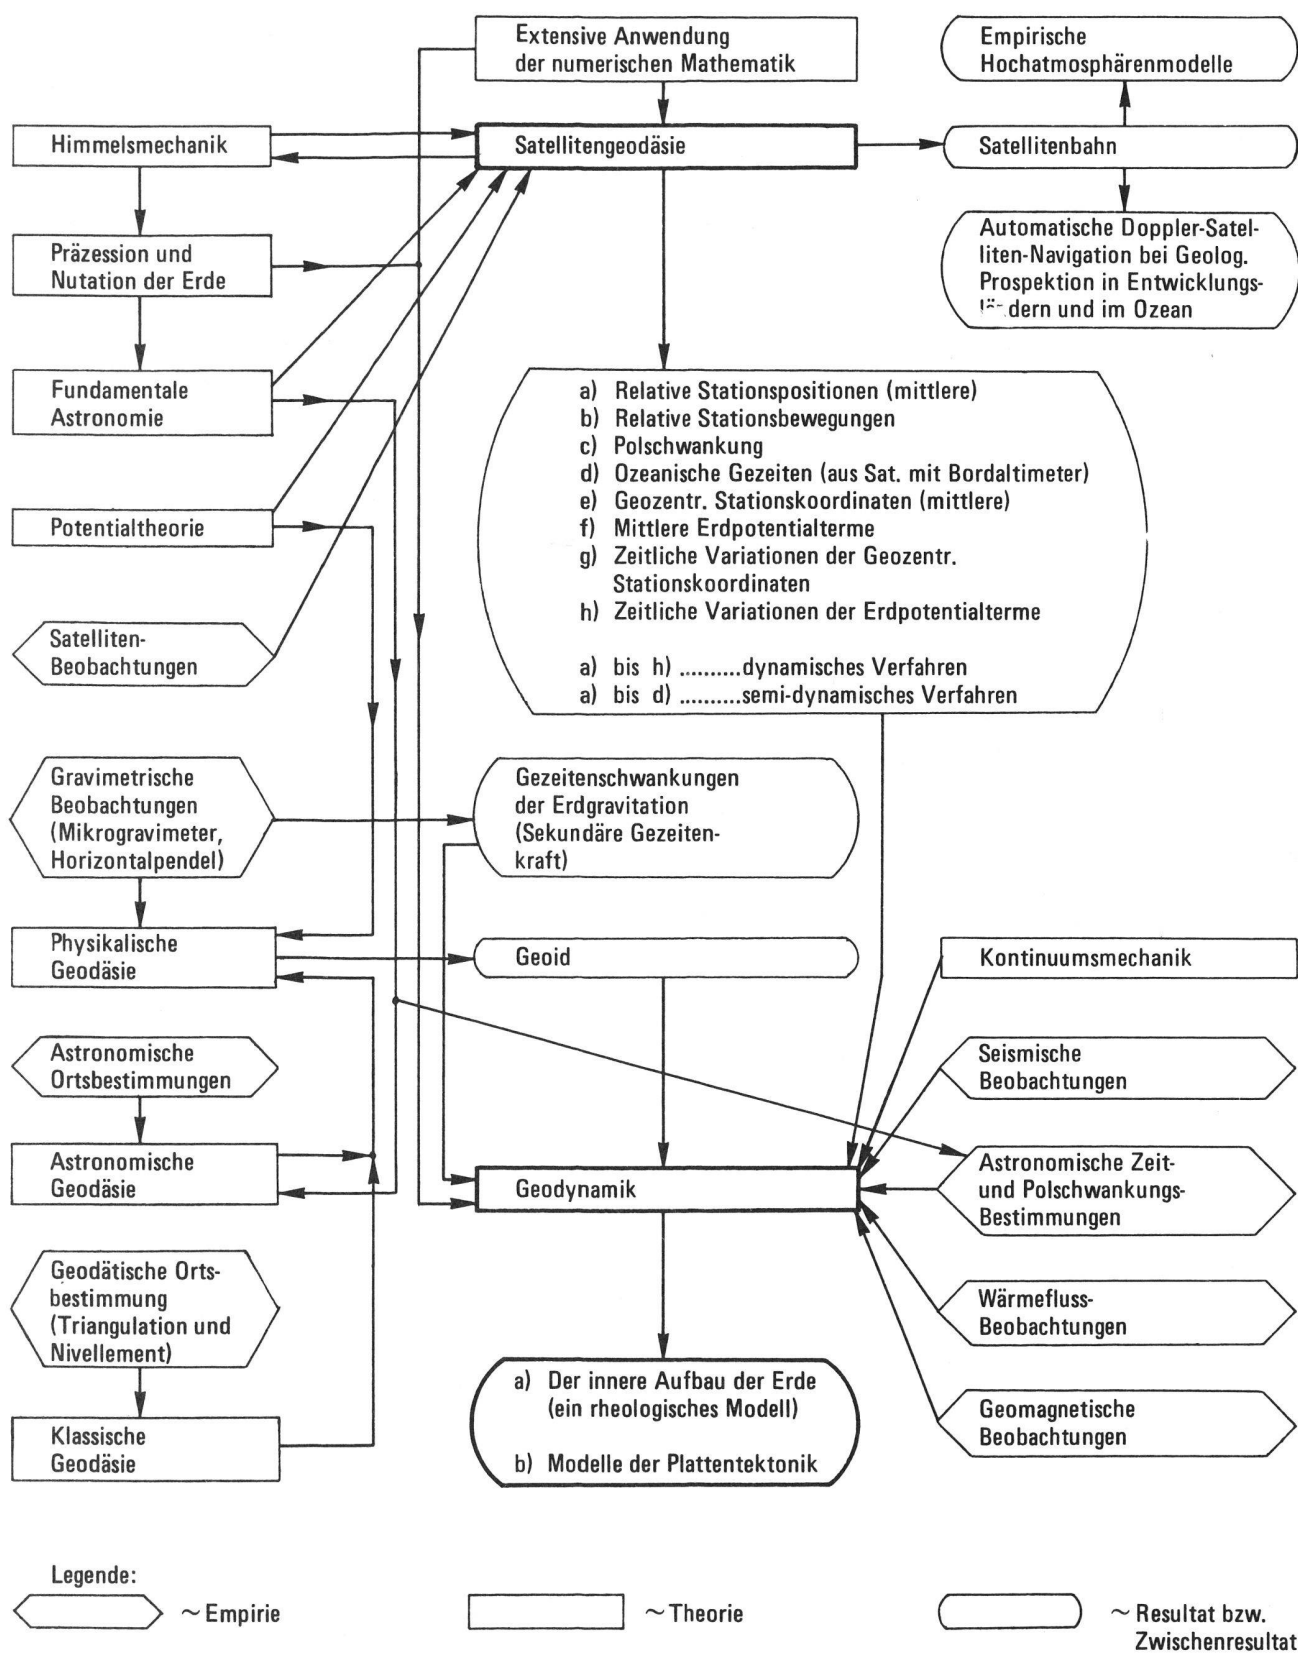 Extensive Anwendung
der numerischen Mathematik
Empirische
Hochatmosphärenmodelle
Himmelsmechanik
Satellitengeodäsie
Satellitenbahn
Präzession und
Nutation der Erde
Automatische Doppler-Satel-
liten-Navigation bei Geolog.
Prospektion in Entwicklungs-
dern und im Ozean
Fundamentale
Astronomie
a) Relative Stationspositionen (mittlere)
b) Relative Stationsbewegungen
c) Polschwankung
d) Ozeanische Gezeiten (aus Sat. mit Bordaltimeter)
e) Geozentr. Stationskoordinaten (mittlere)
f) Mittlere Erdpotentialterme
g) Zeitliche Variationen der Geozentr.
Stationskoordinaten
h) Zeitliche Variationen der Erdpotentialterme
a) bis h) ..........dynamisches Verfahren
a) bis d) ..........semi-dynamisches Verfahren
Potentialtheorie
Satelliten-
Beobachtungen
Gravimetrische
Beobachtungen
(Mikrogravimeter,
Horizontalpendel)
Gezeitenschwankungen
der Erdgravitation
(Sekundäre Gezeiten-
kraft)
Physikalische
Geodäsie
Geoid
Kontinuumsmechanik
Astronomische
Ortsbestimmungen
Seismische
Beobachtungen
Astronomische
Geodäsie
Geodynamik
Astronomische Zeit-
und Polschwankungs-
Bestimmungen
Geodätische Orts-
bestimmung
(Triangulation und
Nivellement)
Wärmefluss-
Beobachtungen
a) Der innere Aufbau der Erde
(ein rheologisches Modell)
b) Modelle der Plattentektonik
Geomagnetische
Beobachtungen
Klassische
Geodäsie
Legende:
~ Empirie
~ Theorie
~ Resultat bzw.
Zwischenresultat